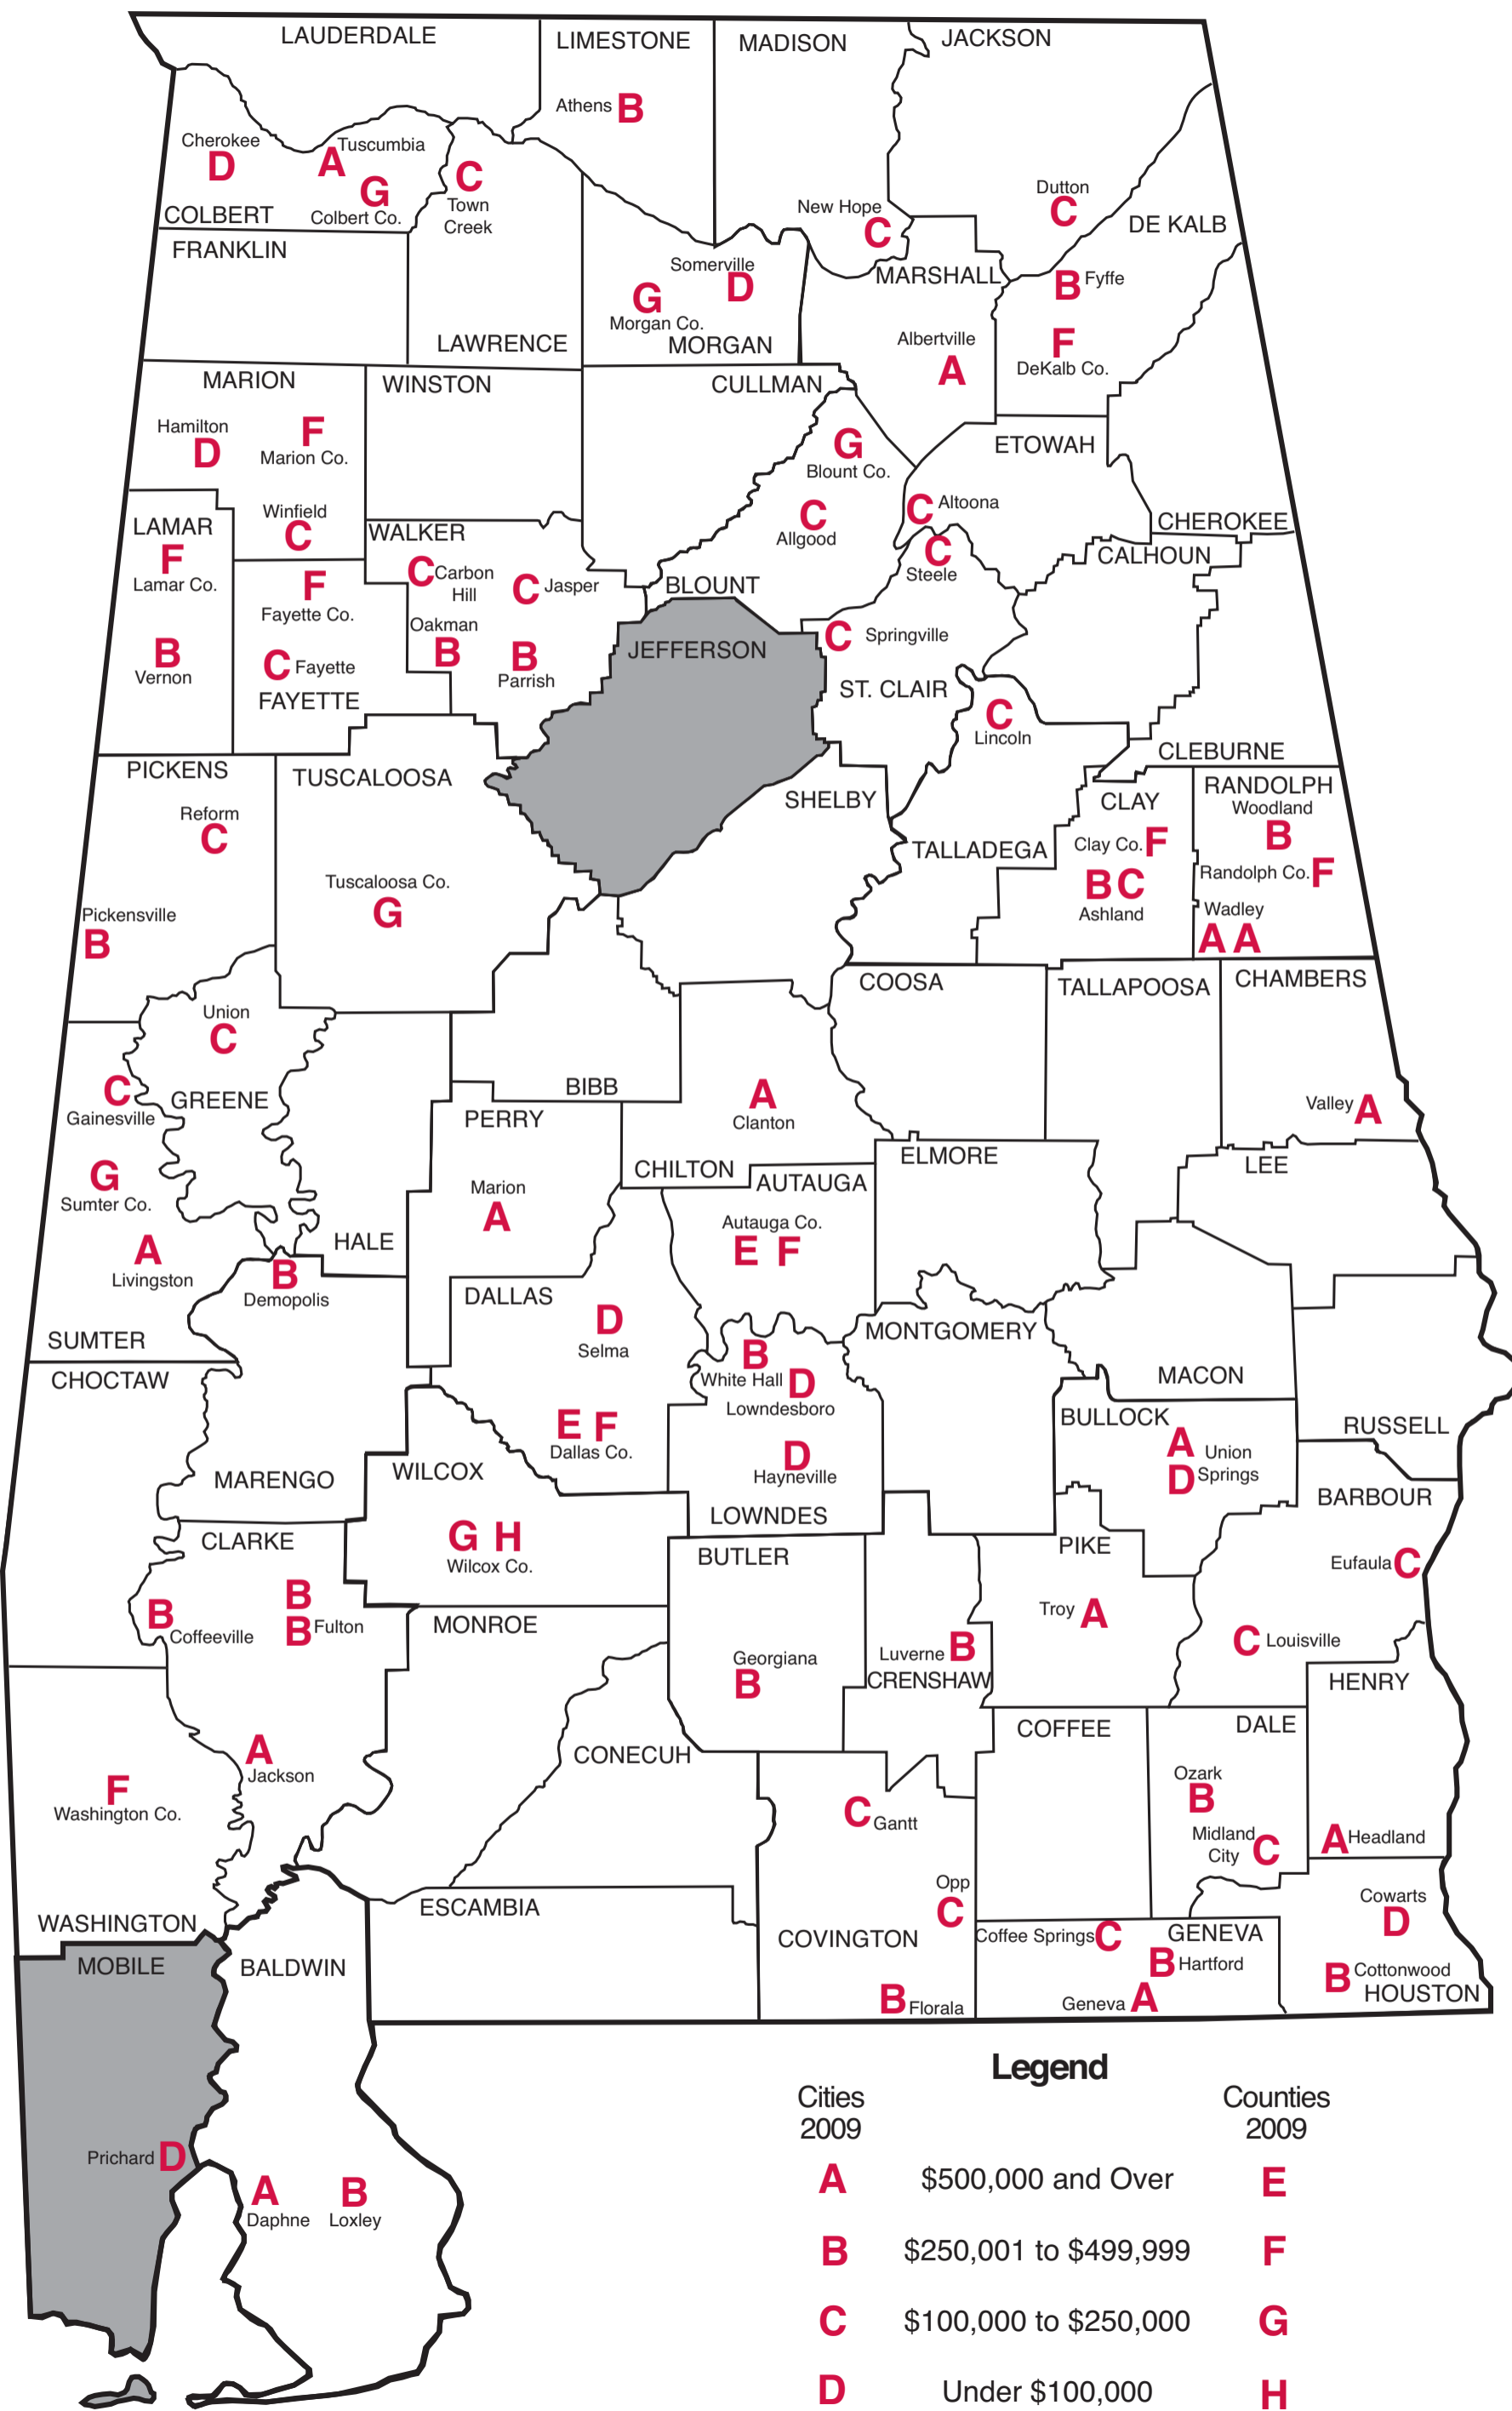 LAUDERDALE
LIMESTONE
MADISON
JACKSON
Athens B
Cherokee
D
Tuscumbia
A
G
Colbert Co.
COLBERT
C
Town
Creek
FRANKLIN
New Hope
C
Dutton
C
DE KALB
Somerville
D
G
Morgan Co.
MORGAN
LAWRENCE
MARSHALL
B Fyffe
Albertville
A
F
DeKalb Co.
MARION
WINSTON
CULLMAN
Hamilton
D
F
Marion Co.
G
Blount Co.
ETOWAH
Winfield
C
C
Allgood
C Altoona
CHEROKEE
LAMAR
F
Lamar Co.
WALKER
C
Steele
CALHOUN
F
Fayette Co.
C Carbon
Hill
C Jasper
BLOUNT
Oakman
B
B
Parrish
JEFFERSON
C Springville
B
Vernon
C Fayette
FAYETTE
ST. CLAIR
C
Lincoln
CLEBURNE
PICKENS
TUSCALOOSA
SHELBY
CLAY
RANDOLPH
Woodland
B
Reform
C
TALLADEGA
Clay Co. F
Randolph Co. F
Tuscaloosa Co.
G
B C
Ashland
Wadley
A A
Pickensville
B
COOSA
TALLAPOOSA
CHAMBERS
Union
C
GREENE
C
Gainesville
BIBB
PERRY
A
Clanton
Valley A
G
Sumter Co.
CHILTON
AUTAUGA
ELMORE
LEE
Marion
A
Autauga Co.
E F
HALE
A
Livingston
B
Demopolis
DALLAS
D
Selma
SUMTER
MONTGOMERY
CHOCTAW
B
White Hall
D
Lowndesboro
MACON
E F
Dallas Co.
BULLOCK
A
D
Union
Springs
RUSSELL
D
Hayneville
MARENGO
WILCOX
BARBOUR
LOWNDES
CLARKE
G H
Wilcox Co.
BUTLER
PIKE
Eufaula C
B
B Fulton
B
Coffeeville
MONROE
Troy A
C Louisville
Georgiana
B
Luverne B
CRENSHAW
HENRY
COFFEE
DALE
A
Jackson
CONECUH
F
Washington Co.
Ozark
B
C Gantt
Midland
City C
A Headland
Opp
C
Cowarts
D
ESCAMBIA
WASHINGTON
COVINGTON
Coffee Springs C
GENEVA
MOBILE
BALDWIN
B Hartford
B Cottonwood
HOUSTON
B Florala
Geneva A
Legend
Cities Counties
2009 2009
Prichard D
A $500,000 and Over E
A
Daphne
B
Loxley
B $250,001 to $499,999 F
C $100,000 to $250,000 G
D Under $100,000 H